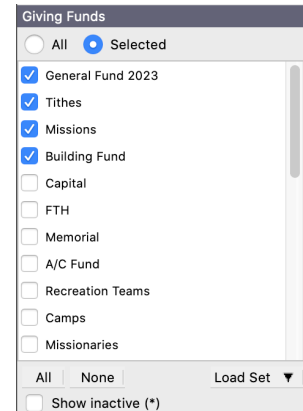 Giving Funds
All Selected
General Fund 2023
Tithes
Missions
Building Fund
Capital
FTH
Memorial
A/C Fund
Recreation Teams
Camps
Missionaries
All None Load Set ▼
Show inactive (*)